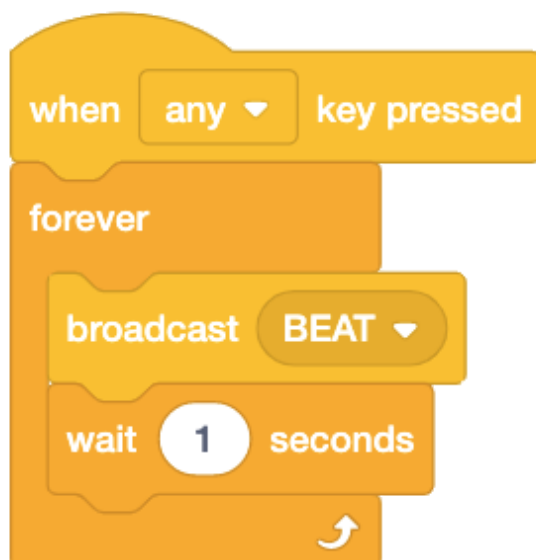 when any key pressed
forever
broadcast BEAT
wait 1 seconds